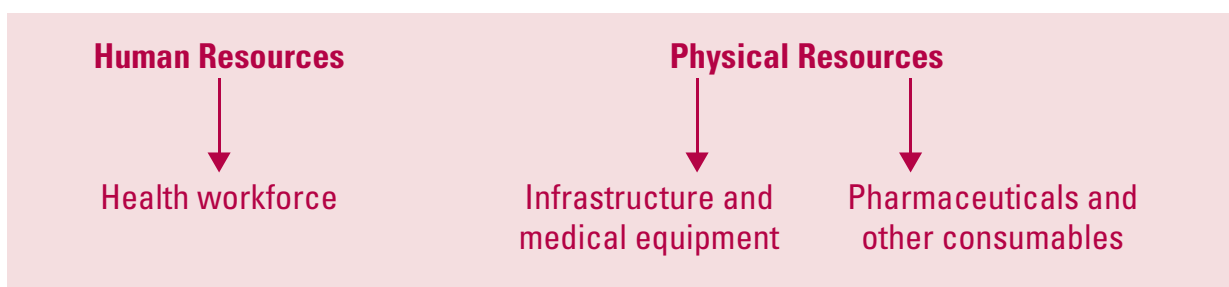 Human Resources
Physical Resources
Health workforce
Infrastructure and
medical equipment
Pharmaceuticals and
other consumables